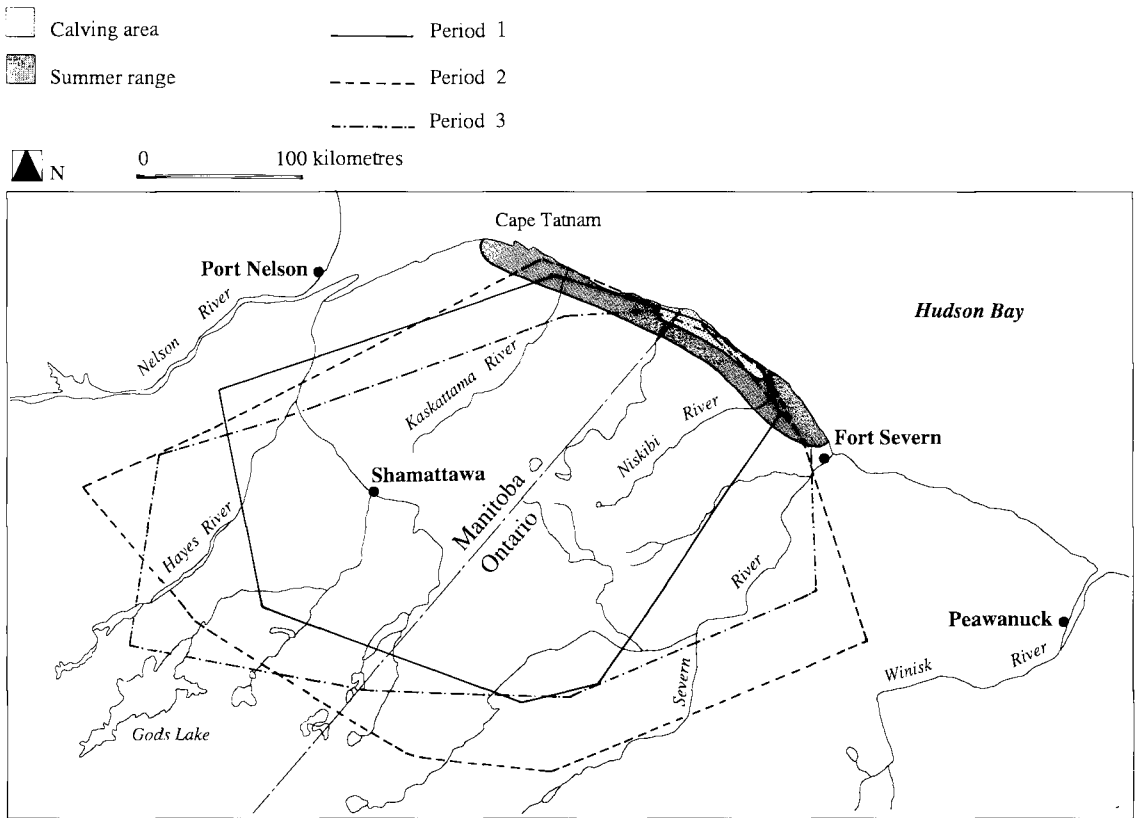 Calving area
Period 1
Summer range
Period 2
Period 3
N
0
100 kilometres
Cape Tatnam
Port Nelson
Nelson River
Hudson Bay
Kaskattama River
Niskibi River
Fort Severn
Shamattawa
Manitoba
Ontario
Hayes River
Severn River
Peawanuck
Winisk River
Gods Lake